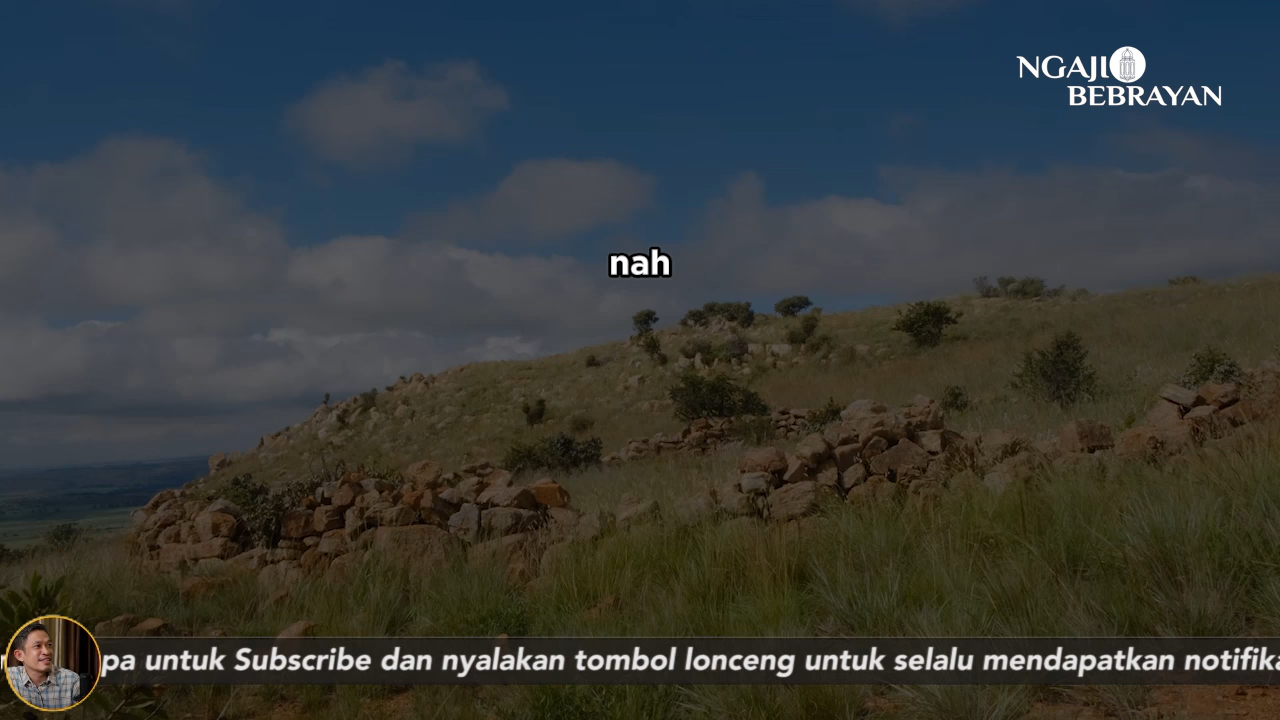 NGAJI
BEBRAYAN
nah
pa untuk Subscribe dan nyalakan tombol lonceng untuk selalu mendapatkan notifika